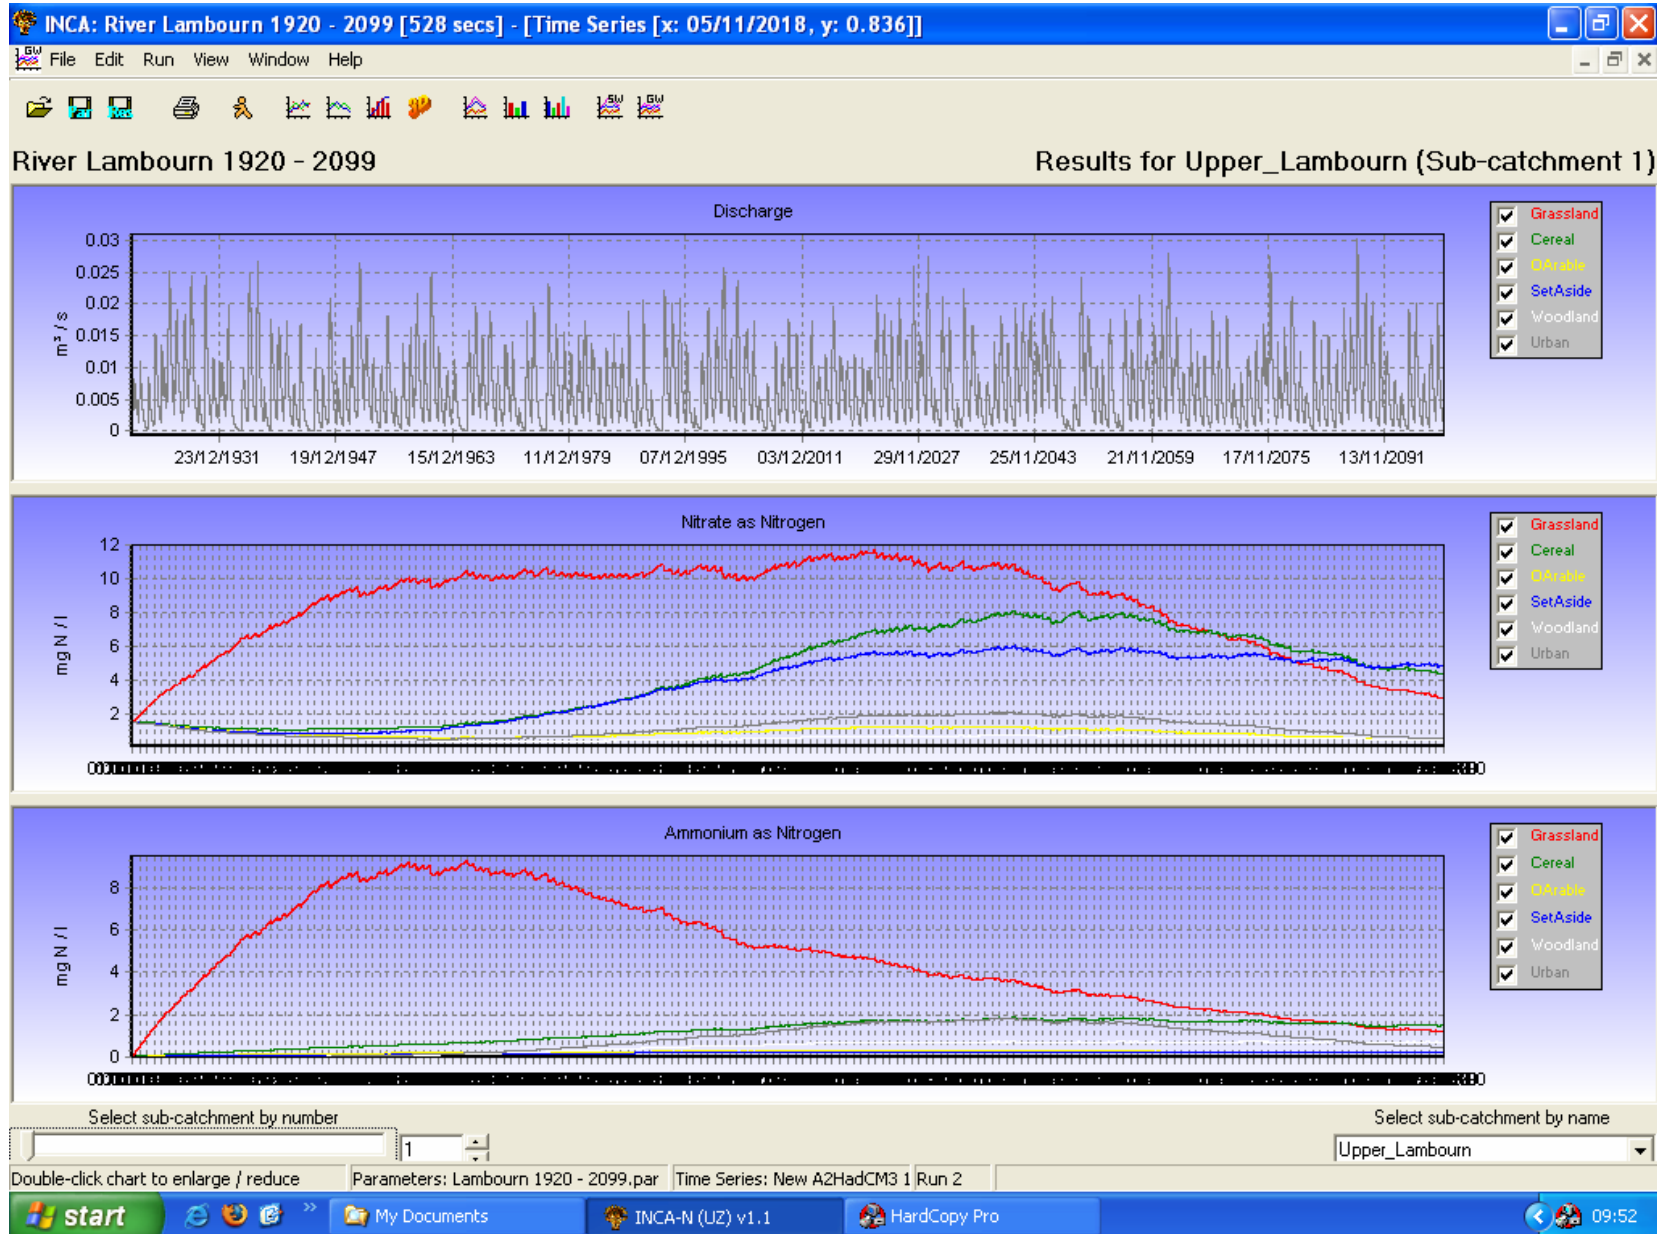 INCA: River Lambourn 1920 - 2099 [528 secs] - [Time Series [x: 05/11/2018, y: 0.836]]
File Edit Run View Window Help
River Lambourn 1920 - 2099 Results for Upper_Lambourn (Sub-catchment 1)
Discharge
m³/s
0.03
0.025
0.02
0.015
0.01
0.005
0
23/12/1931 19/12/1947 15/12/1963 11/12/1979 07/12/1995 03/12/2011 29/11/2027 25/11/2043 21/11/2059 17/11/2075 13/11/2091
Grassland
Cereal
OArable
SetAside
Woodland
Urban
Nitrate as Nitrogen
mg N / l
12
10
8
6
4
2
Grassland
Cereal
OArable
SetAside
Woodland
Urban
Ammonium as Nitrogen
mg N / l
8
6
4
2
0
Grassland
Cereal
OArable
SetAside
Woodland
Urban
Select sub-catchment by number Select sub-catchment by name
1 Upper_Lambourn
Double-click chart to enlarge / reduce Parameters: Lambourn 1920 - 2099.par Time Series: New A2HadCM3 1 Run 2
start My Documents INCA-N (UZ) v1.1 HardCopy Pro 09:52